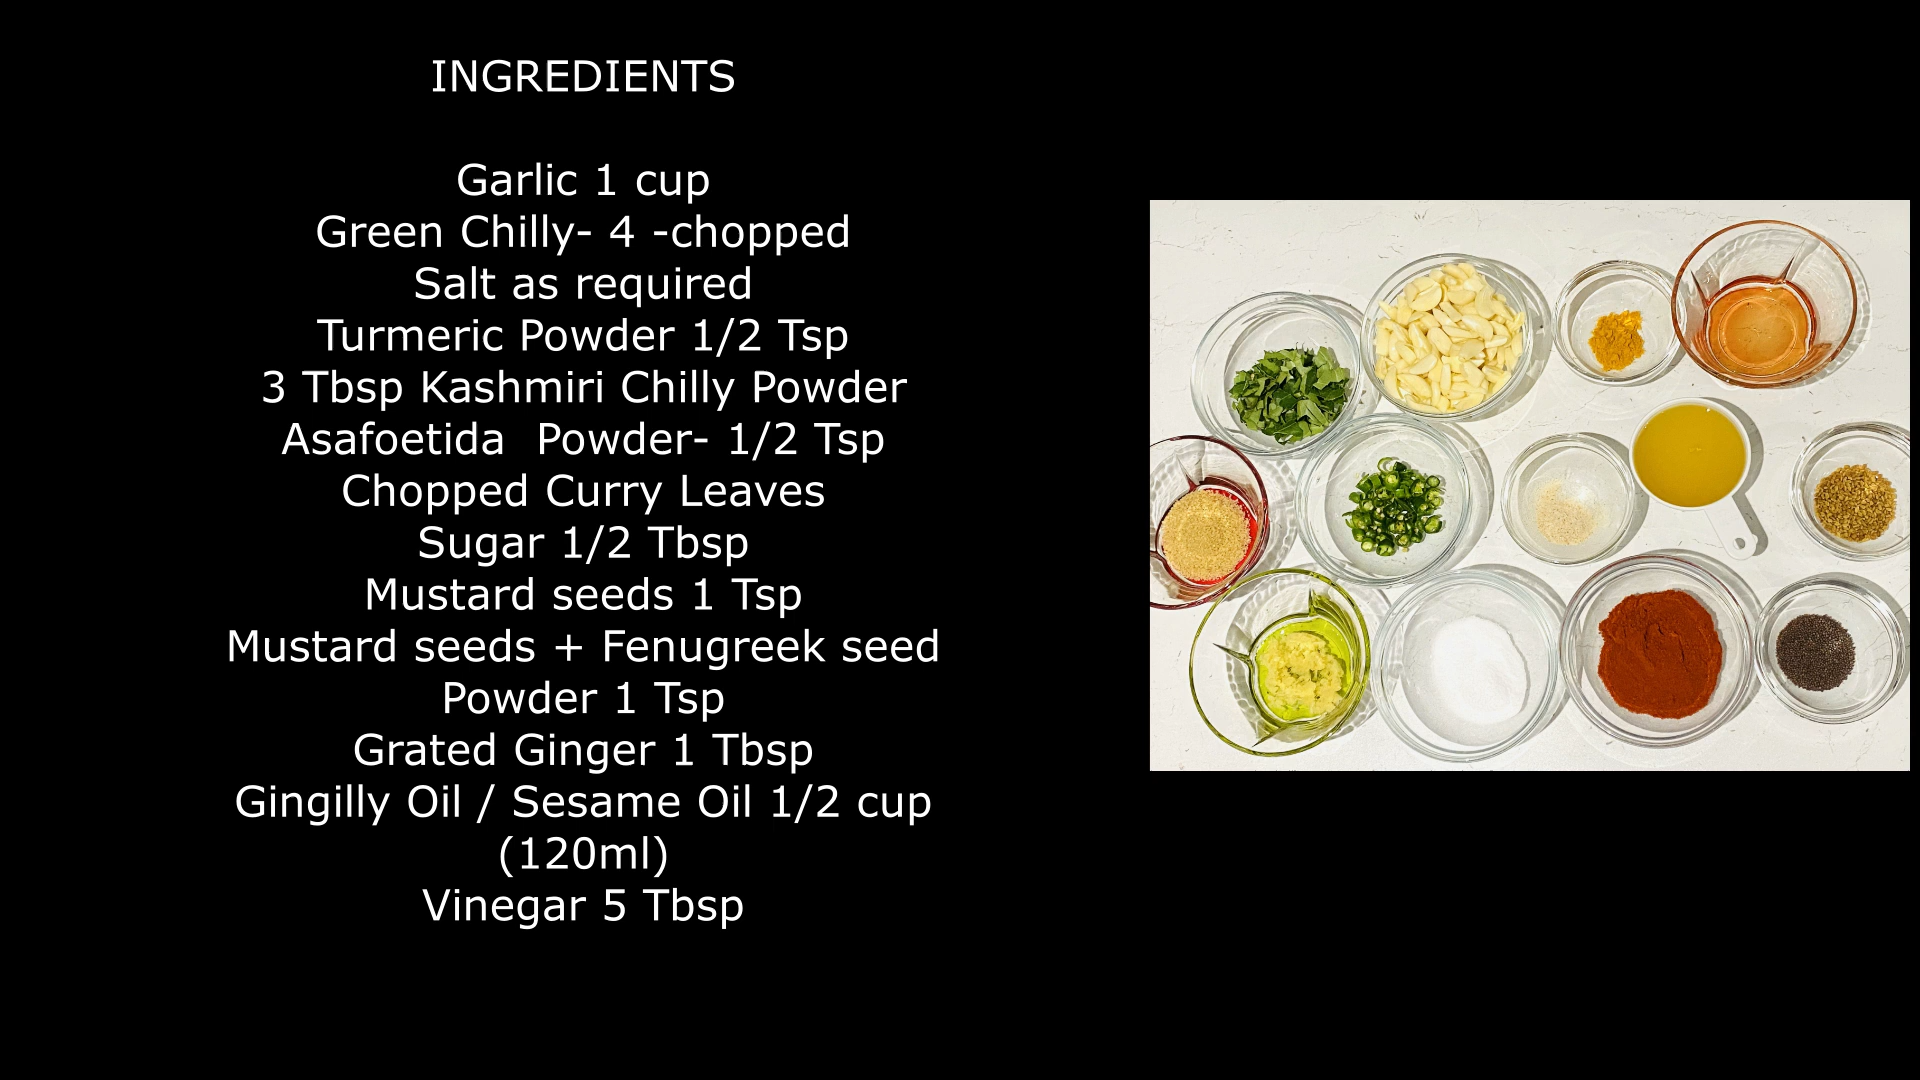 INGREDIENTS
Garlic 1 cup
Green Chilly- 4 -chopped
Salt as required
Turmeric Powder 1/2 Tsp
3 Tbsp Kashmiri Chilly Powder
Asafoetida  Powder- 1/2 Tsp
Chopped Curry Leaves
Sugar 1/2 Tbsp
Mustard seeds 1 Tsp
Mustard seeds + Fenugreek seed
Powder 1 Tsp
Grated Ginger 1 Tbsp
Gingilly Oil / Sesame Oil 1/2 cup
(120ml)
Vinegar 5 Tbsp